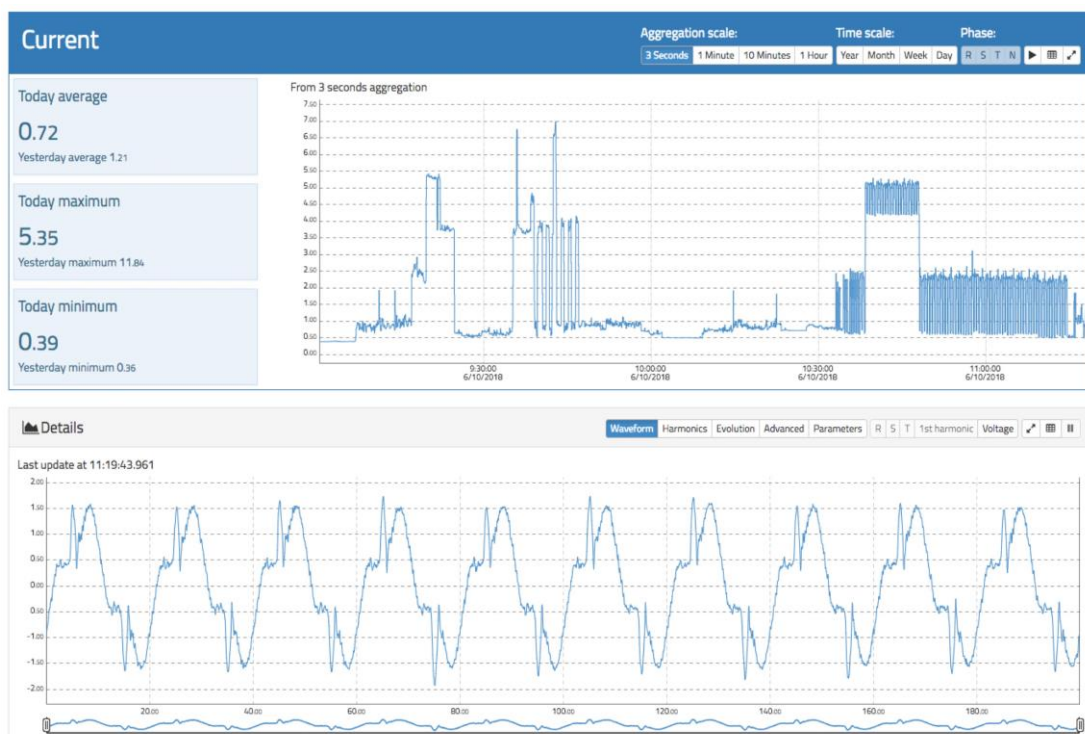 Current
Aggregation scale: Time scale: Phase:
3 Seconds 1 Minute 10 Minutes 1 Hour Year Month Week Day R S T N
Today average
0.72
Yesterday average 1.21
Today maximum
5.35
Yesterday maximum 11.84
Today minimum
0.39
Yesterday minimum 0.36
From 3 seconds aggregation
7.50
7.00
6.50
6.00
5.50
5.00
4.50
4.00
3.50
3.00
2.50
2.00
1.50
1.00
0.50
0.00
9:30:00 10:00:00 10:30:00 11:00:00
6/10/2018 6/10/2018 6/10/2018 6/10/2018
Details
Waveform Harmonics Evolution Advanced Parameters R S T 1st harmonic Voltage
Last update at 11:19:43.961
2.00
1.50
1.00
0.50
0.00
0.50
-1.00
-1.50
-2.00
20.00 40.00 60.00 80.00 100.00 120.00 140.00 160.00 180.00